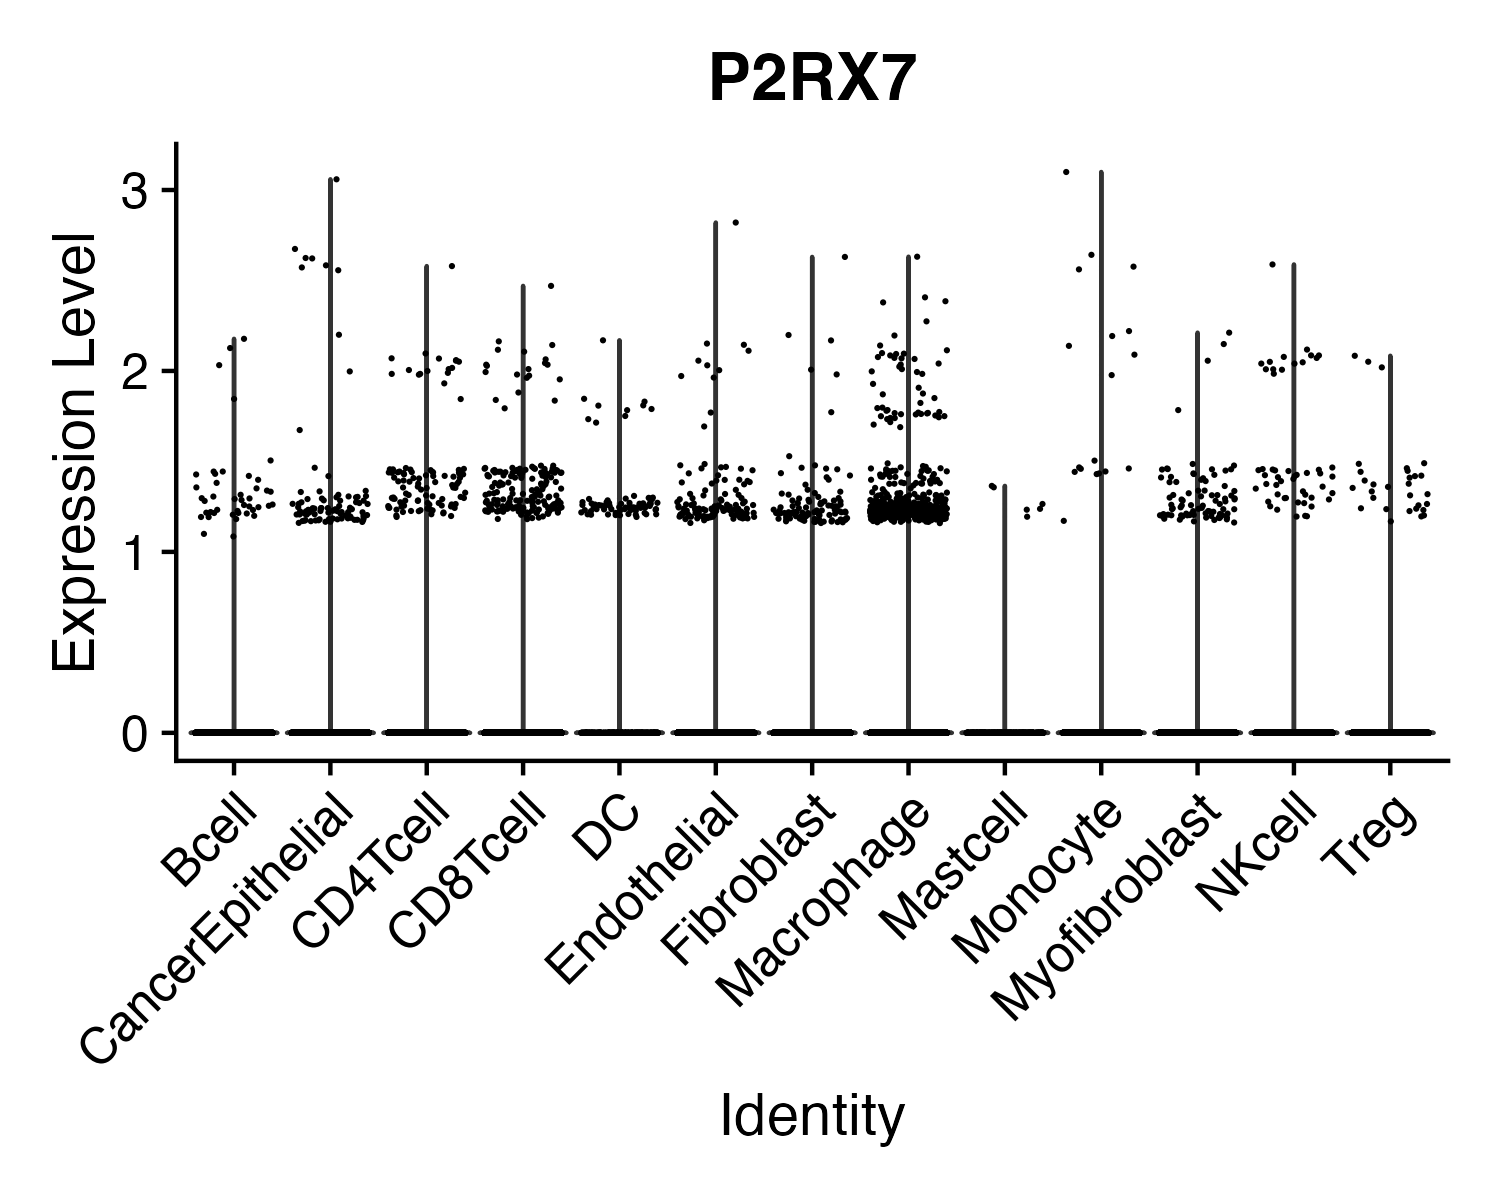 P2RX7
Expression Level
3
2
1
0
Bcell
CancerEpithelial
CD4Tcell
CD8Tcell
DC
Endothelial
Fibroblast
Macrophage
Mastcell
Monocyte
Myofibroblast
NKcell
Treg
Identity